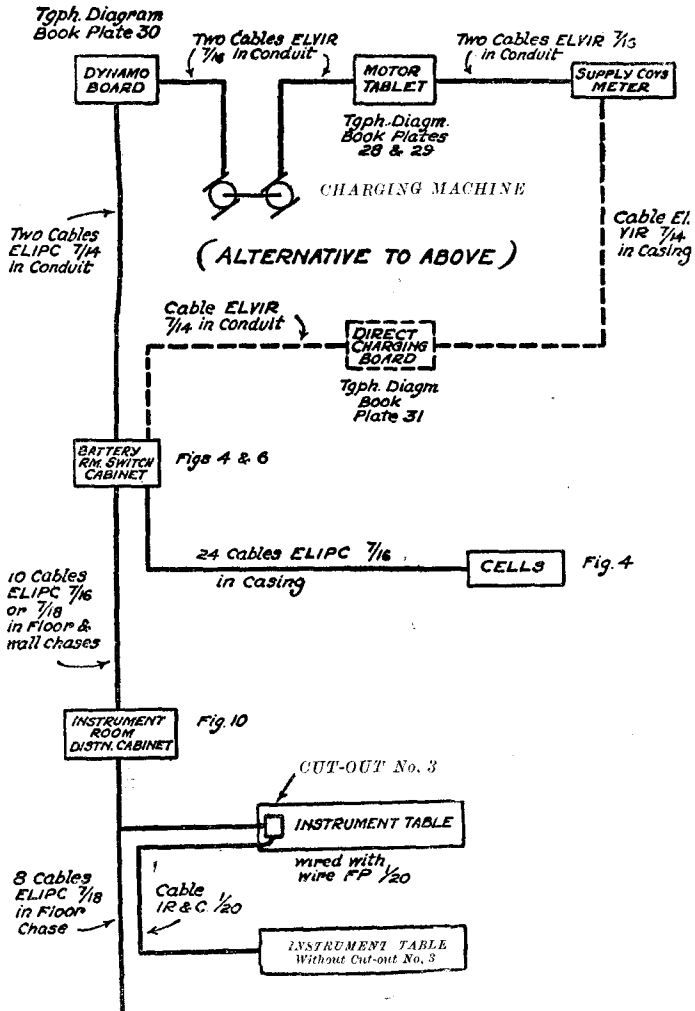 Tgph. Diagram
Book Plate 30
Two Cables ELVIR
7/16 in Conduit
Two Cables ELVIR 7/13
in Conduit
DYNAMO
BOARD
MOTOR
TABLET
SUPPLY COYS
METER
Tgph. Diagm.
Book Plates
28 & 29
CHARGING MACHINE
Two Cables
ELIPC 7/14
in Conduit
Cable El.
VIR 7/14
in Casing
(ALTERNATIVE TO ABOVE)
Cable ELVIR
7/14 in Conduit
DIRECT
CHARGING
BOARD
Tgph. Diagm
Book
Plate 31
BATTERY
RM. SWITCH
CABINET
Figs 4 & 6
24 Cables ELIPC 7/16
in Casing
CELLS
Fig. 4
10 Cables
ELIPC 7/16
or 7/18
in Floor &
wall chases
INSTRUMENT
ROOM
DISTN. CABINET
Fig. 10
CUT-OUT No. 3
INSTRUMENT TABLE
wired with
wire FP 1/20
8 Cables
ELIPC 7/18
in Floor
Chase
1
Cable
IR & C 1/20
INSTRUMENT TABLE
Without Cut-out No. 3